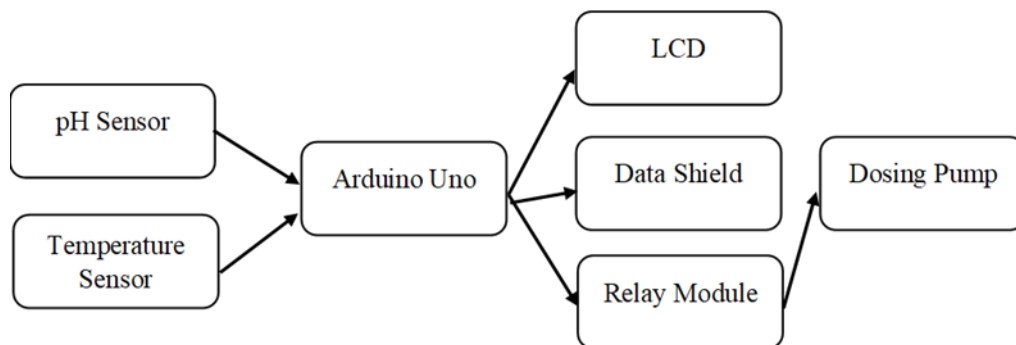 pH Sensor
Temperature
Sensor
Arduino Uno
LCD
Data Shield
Relay Module
Dosing Pump